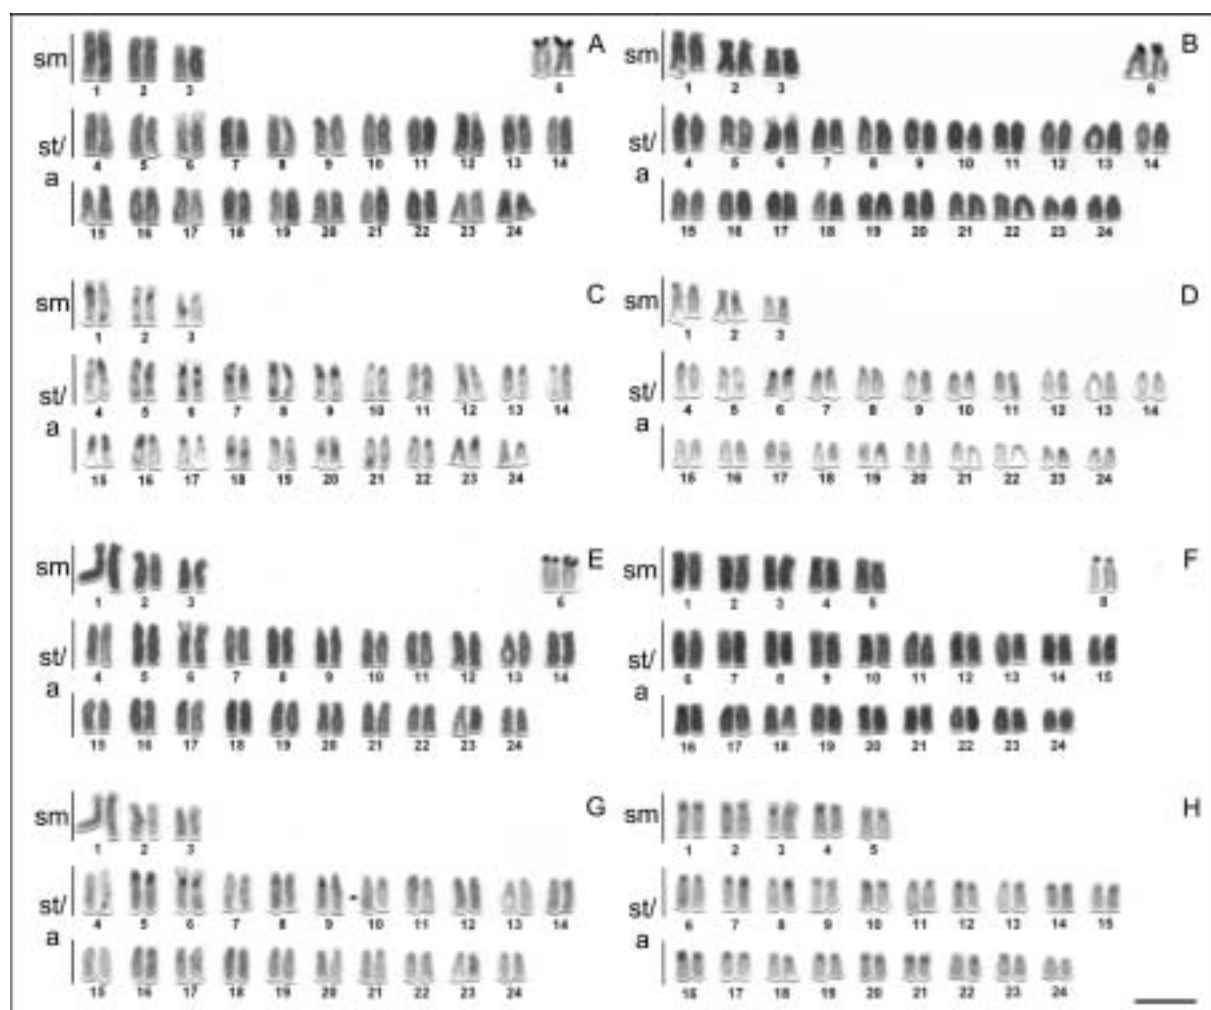 sm A
1 2 3 6
st/ 4 5 6 7 8 9 10 11 12 13 14
a
15 16 17 18 19 20 21 22 23 24
sm B
1 2 3 6
st/ 4 5 6 7 8 9 10 11 12 13 14
a
15 16 17 18 19 20 21 22 23 24
sm C
1 2 3
st/ 4 5 6 7 8 9 10 11 12 13 14
a
15 16 17 18 19 20 21 22 23 24
sm D
1 2 3
st/ 4 5 6 7 8 9 10 11 12 13 14
a
15 16 17 18 19 20 21 22 23 24
sm E
1 2 3 6
st/ 4 5 6 7 8 9 10 11 12 13 14
a
15 16 17 18 19 20 21 22 23 24
sm F
1 2 3 4 5 8
st/ 6 7 8 9 10 11 12 13 14 15
a
16 17 18 19 20 21 22 23 24
sm G
1 2 3
st/ 4 5 6 7 8 9 10 11 12 13 14
a
15 16 17 18 19 20 21 22 23 24
sm H
1 2 3 4 5
st/ 6 7 8 9 10 11 12 13 14 15
a
16 17 18 19 20 21 22 23 24